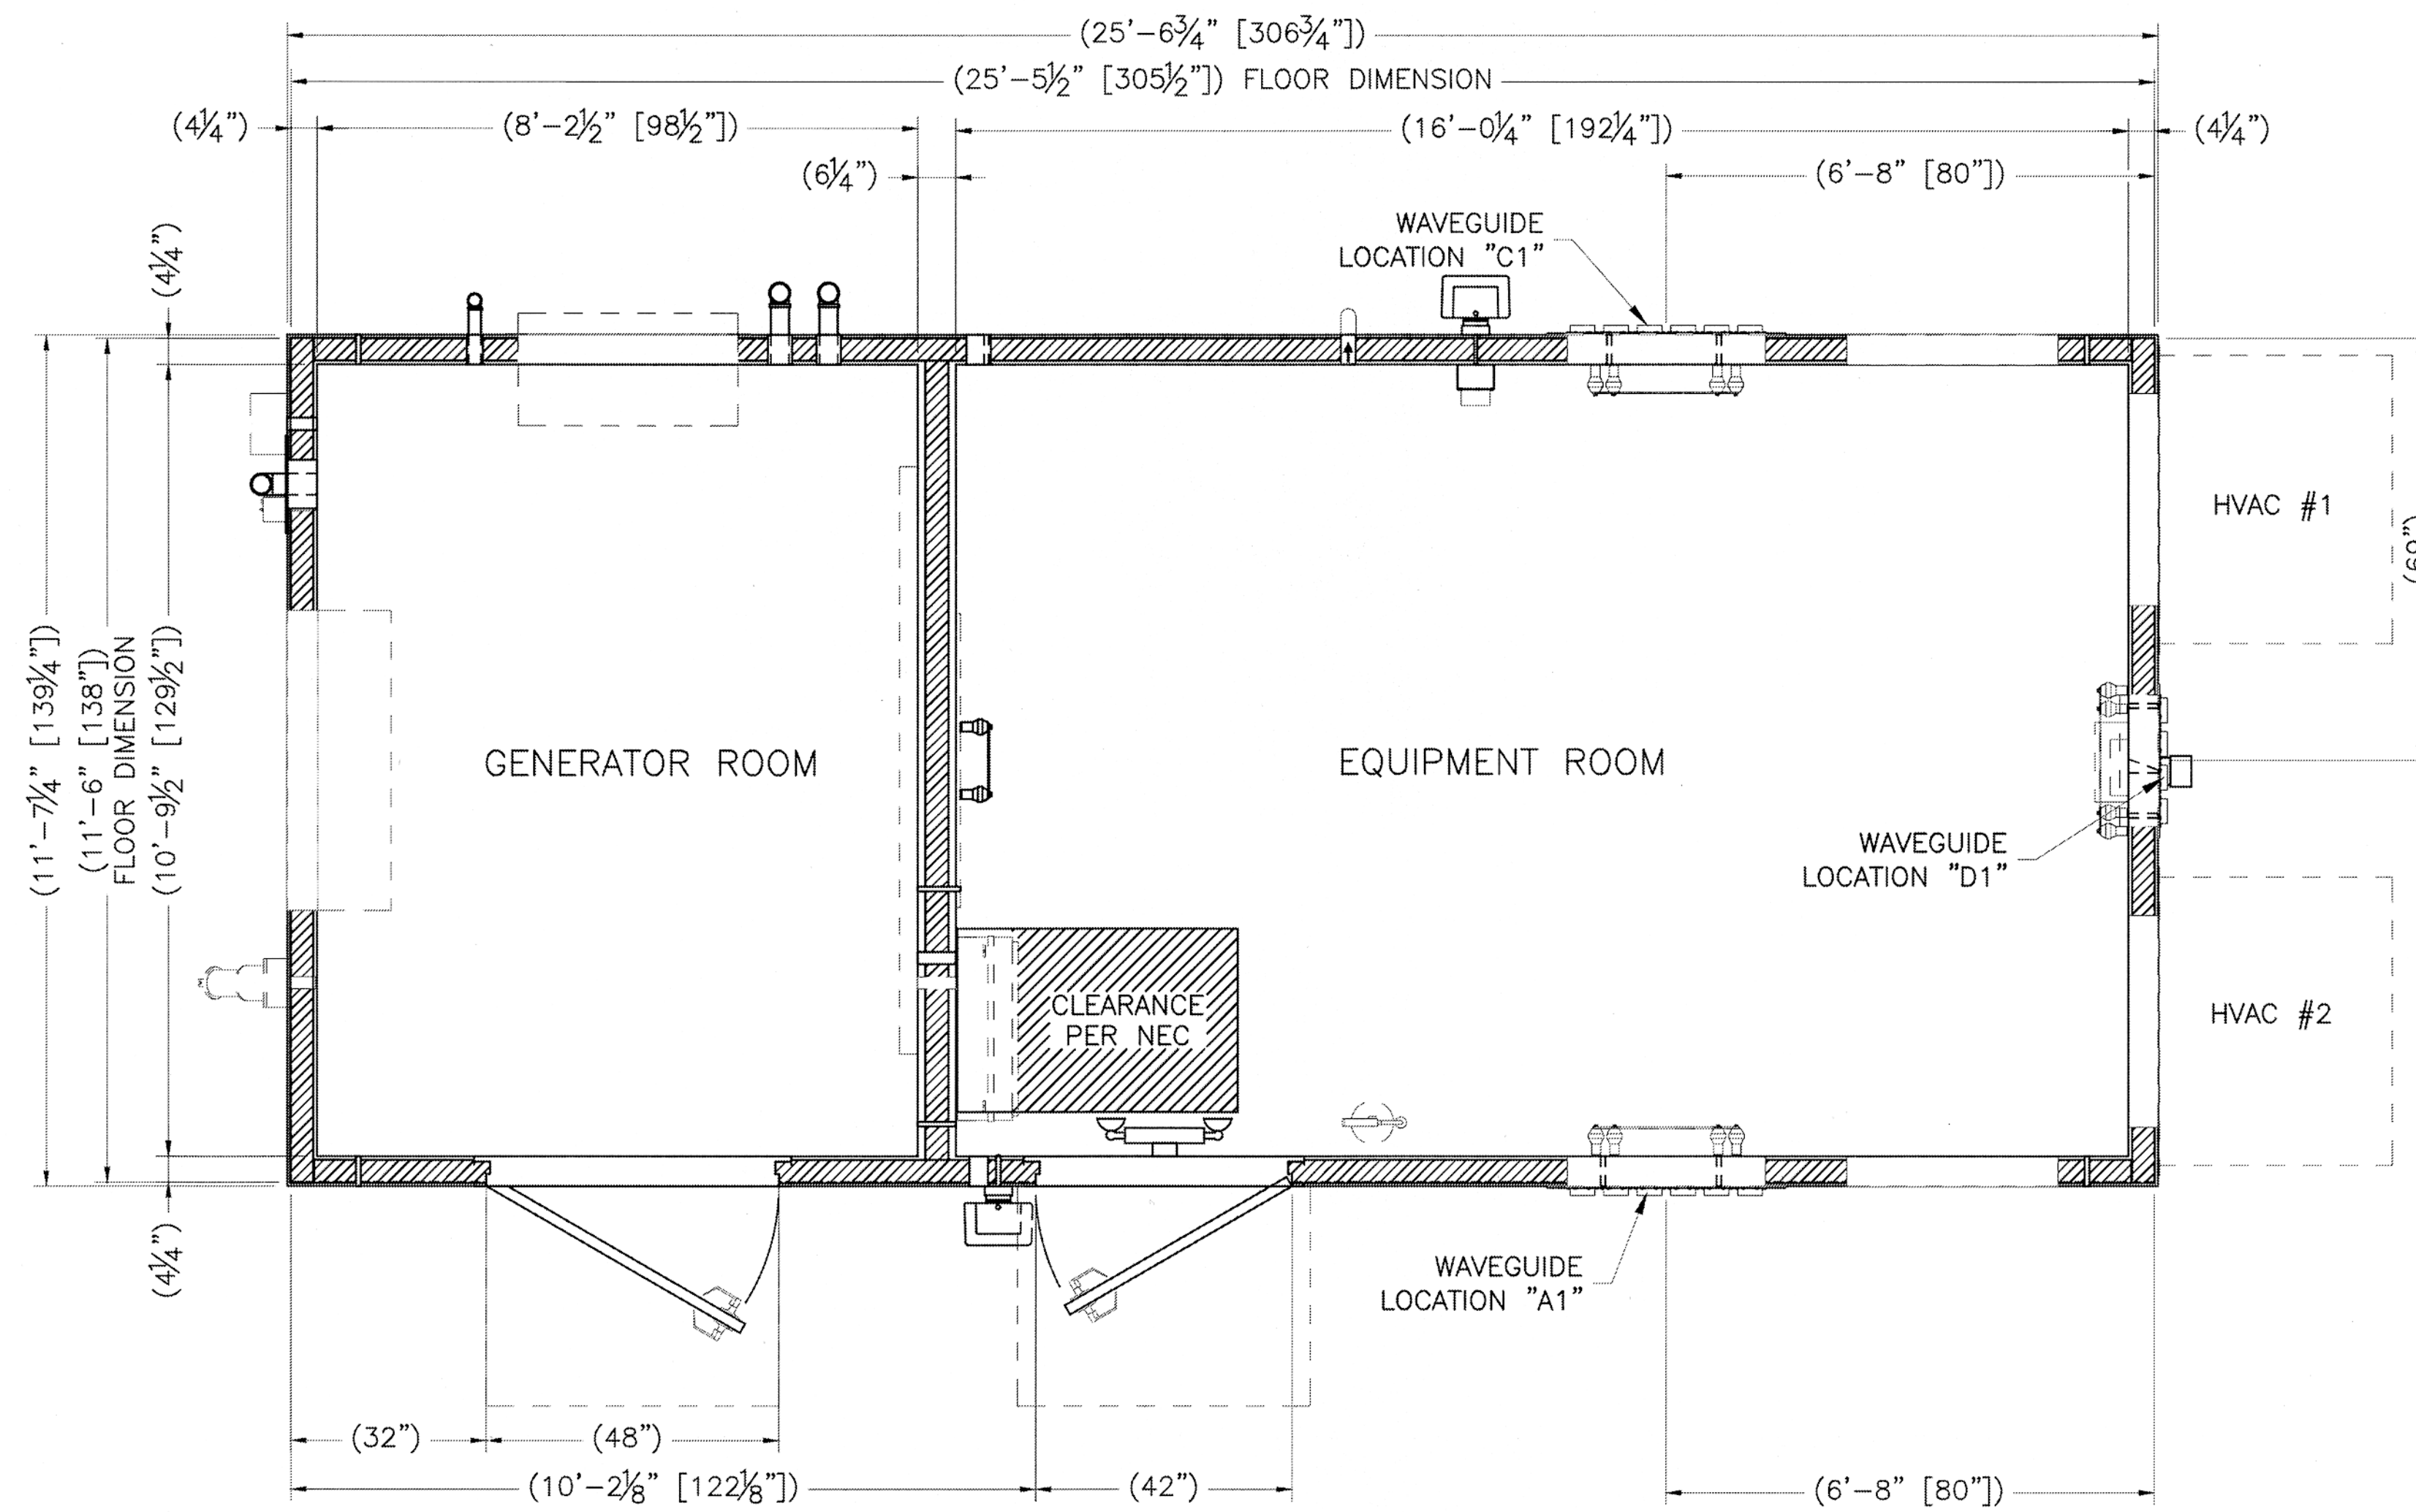 (25'-6¾" [306¾"])
(25'-5½" [305½"]) FLOOR DIMENSION
(4¼")
(8'-2½" [98½"])
(16'-0¼" [192¼"])
(4¼")
(6¼")
(6'-8" [80"])
WAVEGUIDE
LOCATION "C1"
(4¼")
HVAC #1
(69")
(11'-7¼" [139¼"])
(11'-6" [138"])
FLOOR DIMENSION
(10'-9½" [129½"])
GENERATOR ROOM
EQUIPMENT ROOM
WAVEGUIDE
LOCATION "D1"
CLEARANCE
PER NEC
HVAC #2
(4¼")
WAVEGUIDE
LOCATION "A1"
(32")
(48")
(10'-2⅛" [122⅛"])
(42")
(6'-8" [80"])